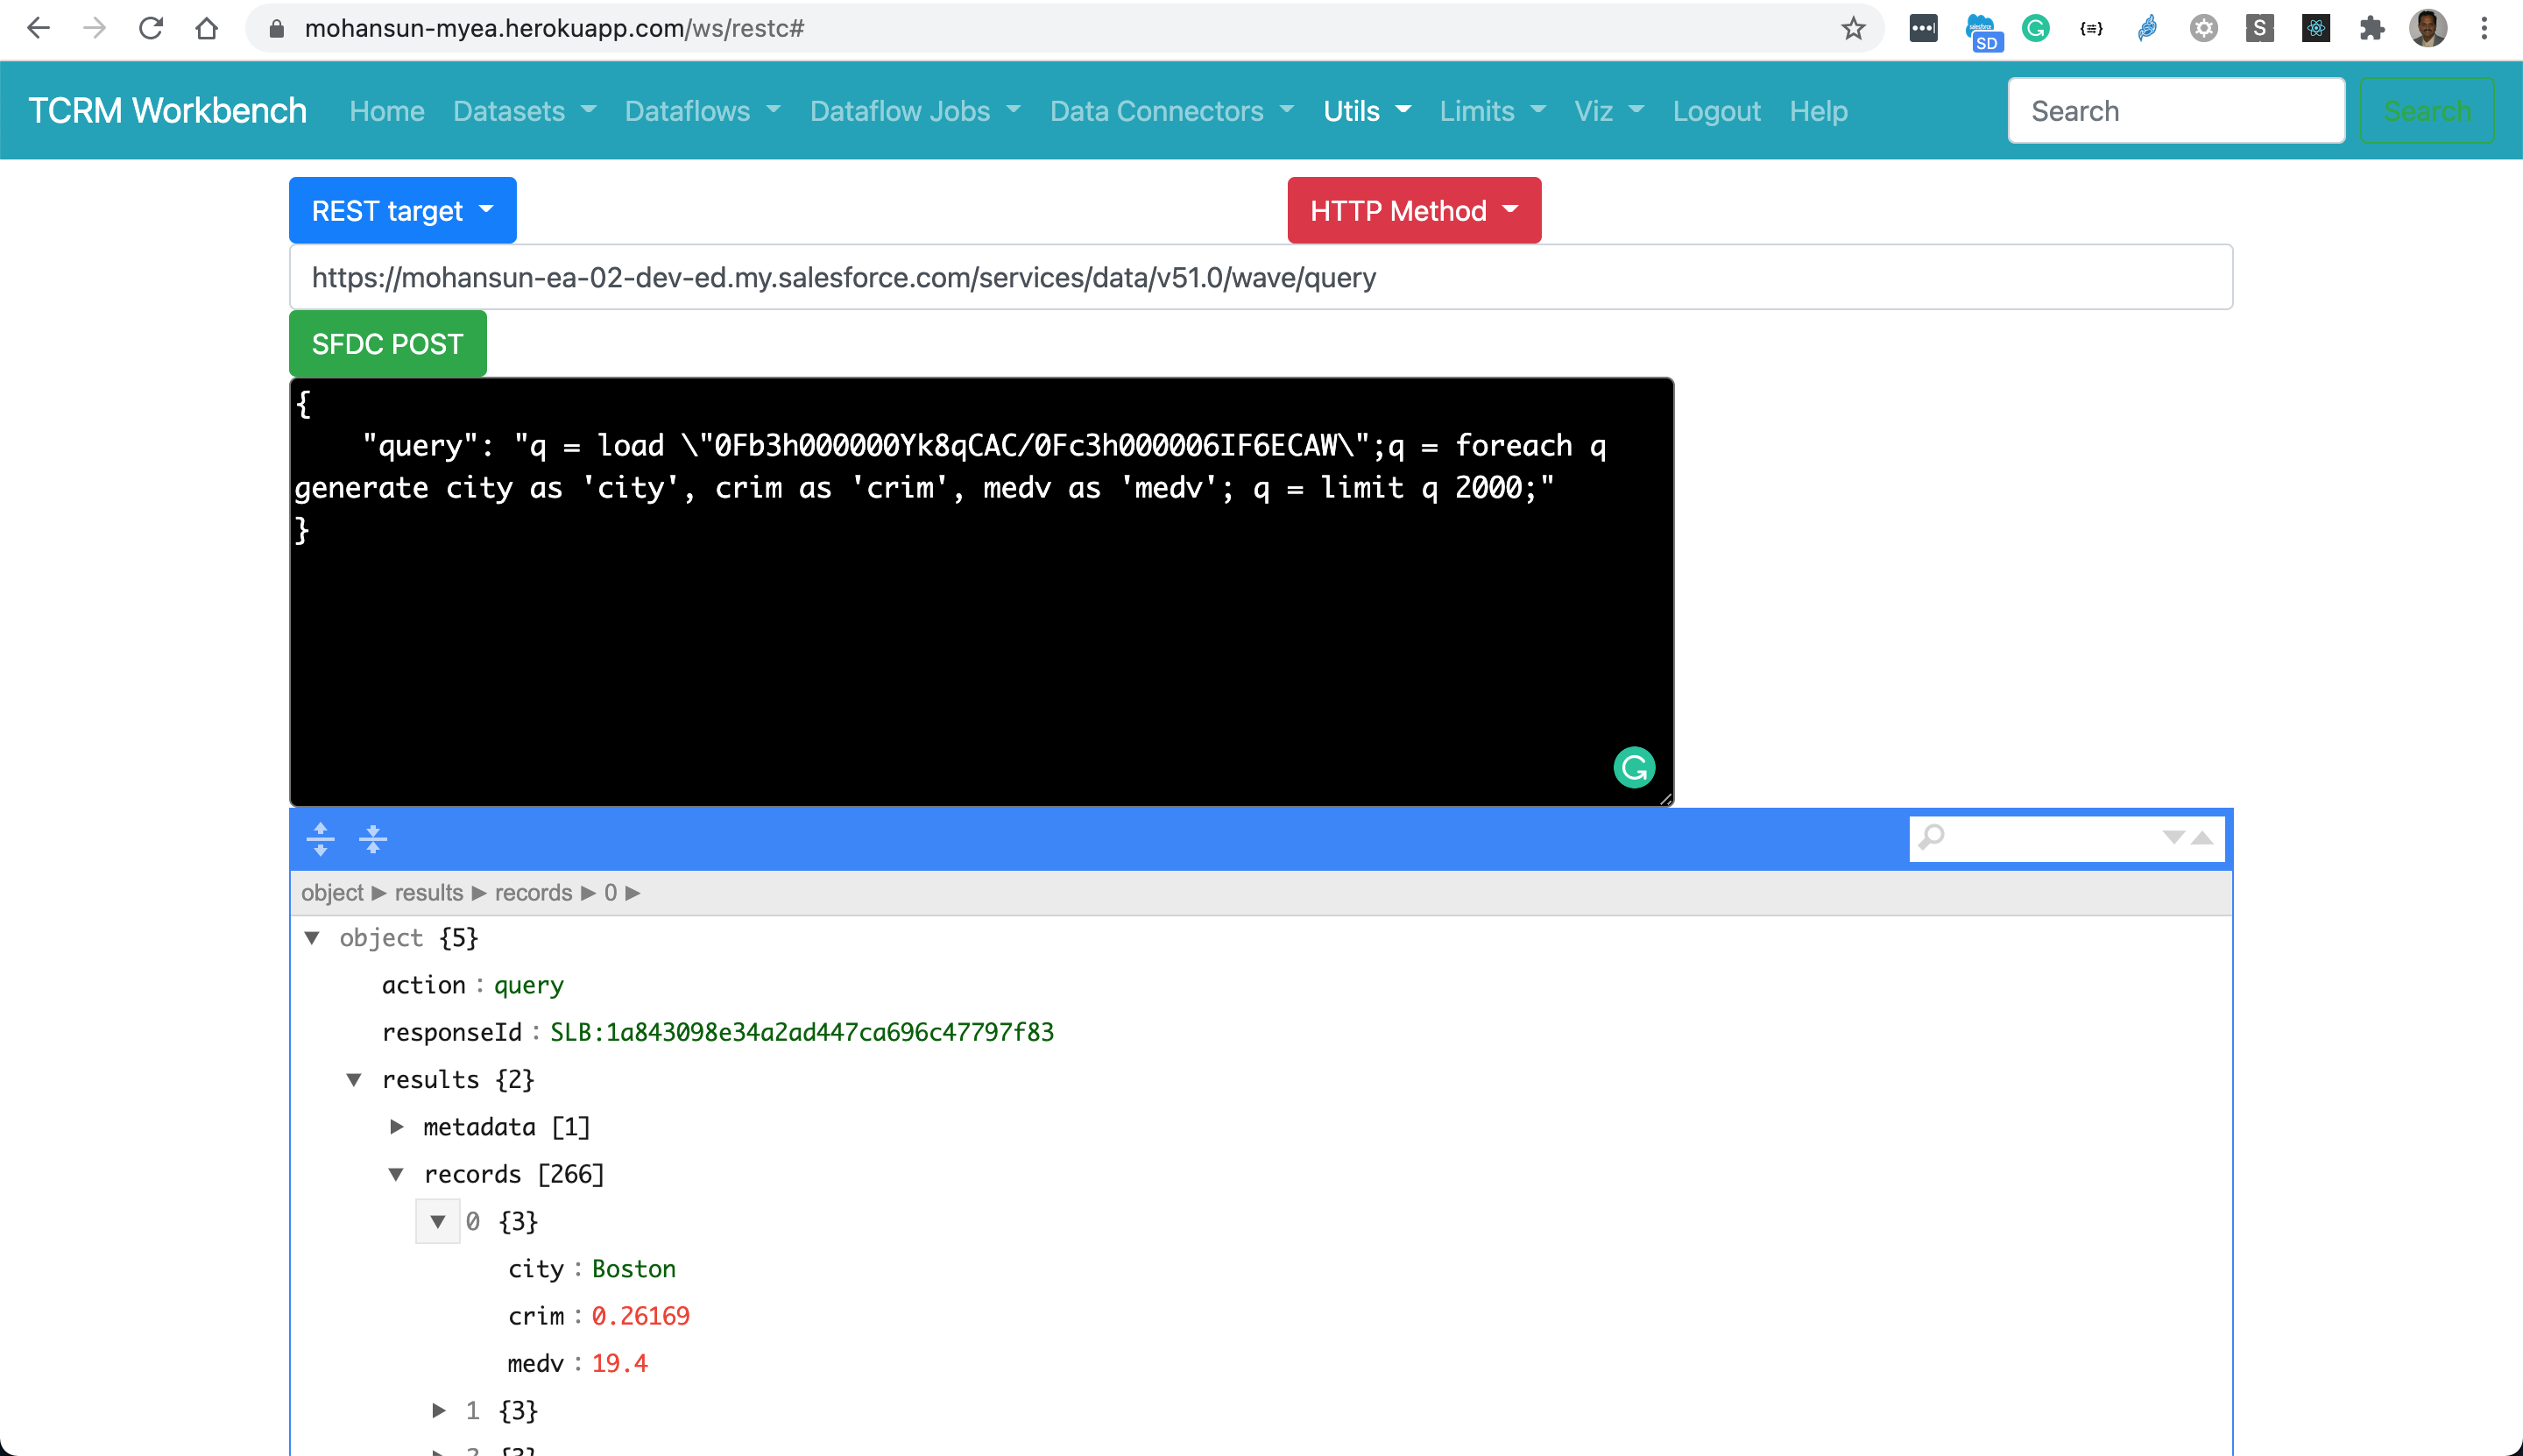 mohansun-myea.herokuapp.com/ws/restc#
SD
S
TCRM Workbench Home Datasets Dataflows Dataflow Jobs Data Connectors Utils Limits Viz Logout Help Search Search
REST target HTTP Method
https://mohansun-ea-02-dev-ed.my.salesforce.com/services/data/v51.0/wave/query
SFDC POST
{
"query": "q = load \"0Fb3h000000Yk8qCAC/0Fc3h000006IF6ECAW\";q = foreach q
generate city as 'city', crim as 'crim', medv as 'medv'; q = limit q 2000;"
}
object ► results ► records ► 0 ►
object {5}
action : query
responseId : SLB:1a843098e34a2ad447ca696c47797f83
results {2}
metadata [1]
records [266]
0 {3}
city : Boston
crim : 0.26169
medv : 19.4
1 {3}